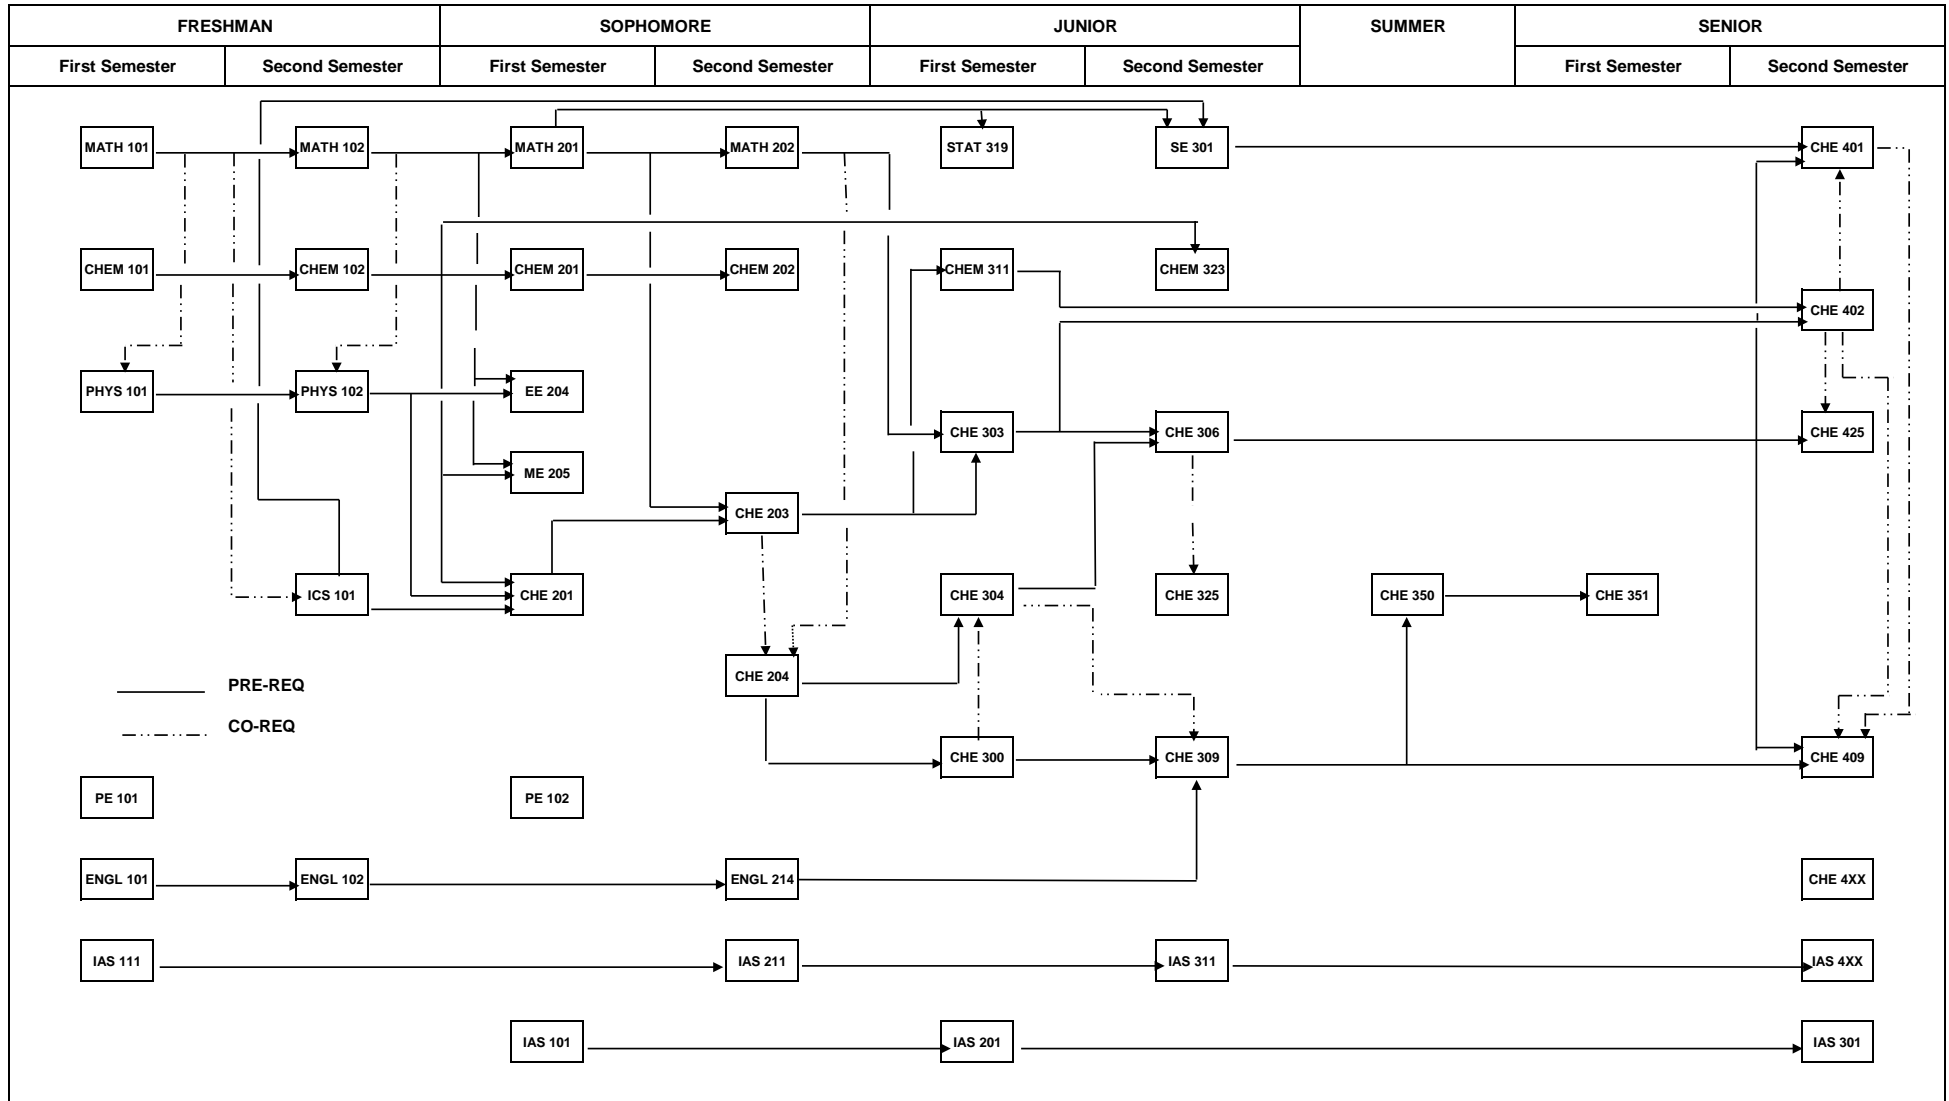 FRESHMAN SOPHOMORE JUNIOR SUMMER SENIOR
First Semester Second Semester First Semester Second Semester First Semester Second Semester First Semester Second Semester
MATH 101 MATH 102 MATH 201 MATH 202 STAT 319 SE 301 CHE 401
CHEM 101 CHEM 102 CHEM 201 CHEM 202 CHEM 311 CHEM 323
CHE 402
PHYS 101 PHYS 102 EE 204
CHE 303 CHE 306 CHE 425
ME 205
CHE 203
ICS 101 CHE 201 CHE 304 CHE 325 CHE 350 CHE 351
CHE 204
PRE-REQ
CO-REQ
CHE 300 CHE 309 CHE 409
PE 101 PE 102
ENGL 101 ENGL 102 ENGL 214 CHE 4XX
IAS 111 IAS 211 IAS 311 IAS 4XX
IAS 101 IAS 201 IAS 301